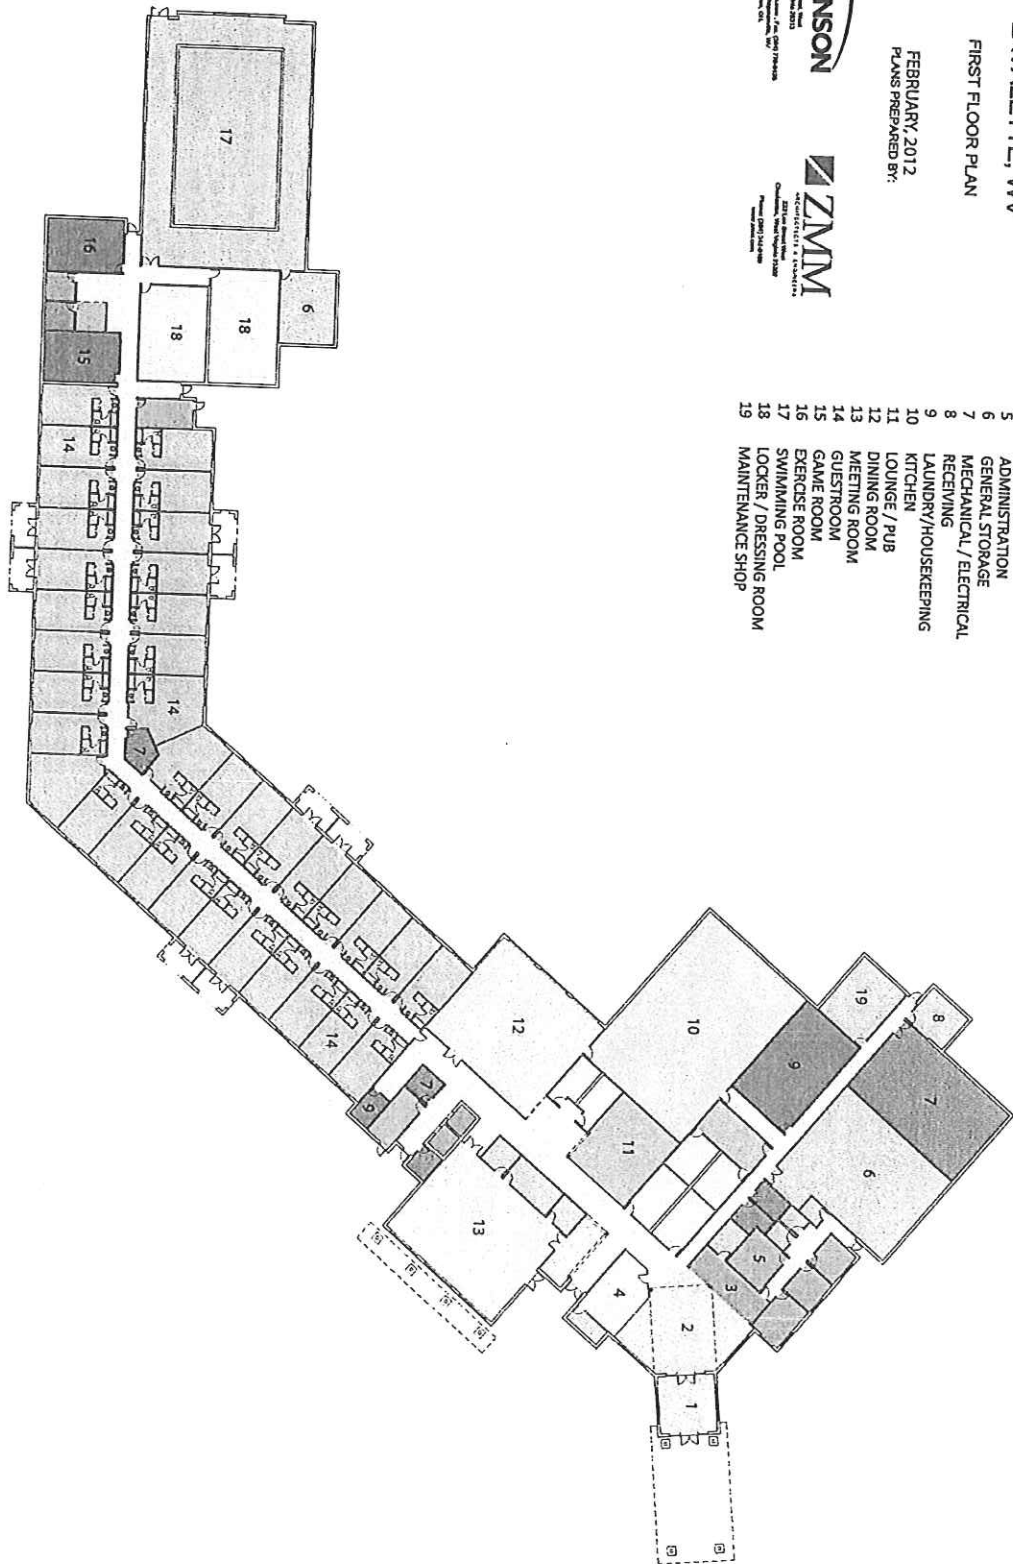 FIRST FLOOR PLAN
FEBRUARY, 2012
PLANS PREPARED BY:
NSON
ZMM
ARCHITECTS & ENGINEERS
5 ADMINISTRATION
6 GENERAL STORAGE
7 MECHANICAL / ELECTRICAL
8 RECEIVING
9 LAUNDRY/HOUSEKEEPING
10 KITCHEN
11 LOUNGE / PUB
12 DINING ROOM
13 MEETING ROOM
14 GUESTROOM
15 GAME ROOM
16 EXERCISE ROOM
17 SWIMMING POOL
18 LOCKER / DRESSING ROOM
19 MAINTENANCE SHOP
17
16
6
18
18
15
14
14
7
14
12
10
19
8
9
7
7
9
11
6
13
5
3
4
2
1